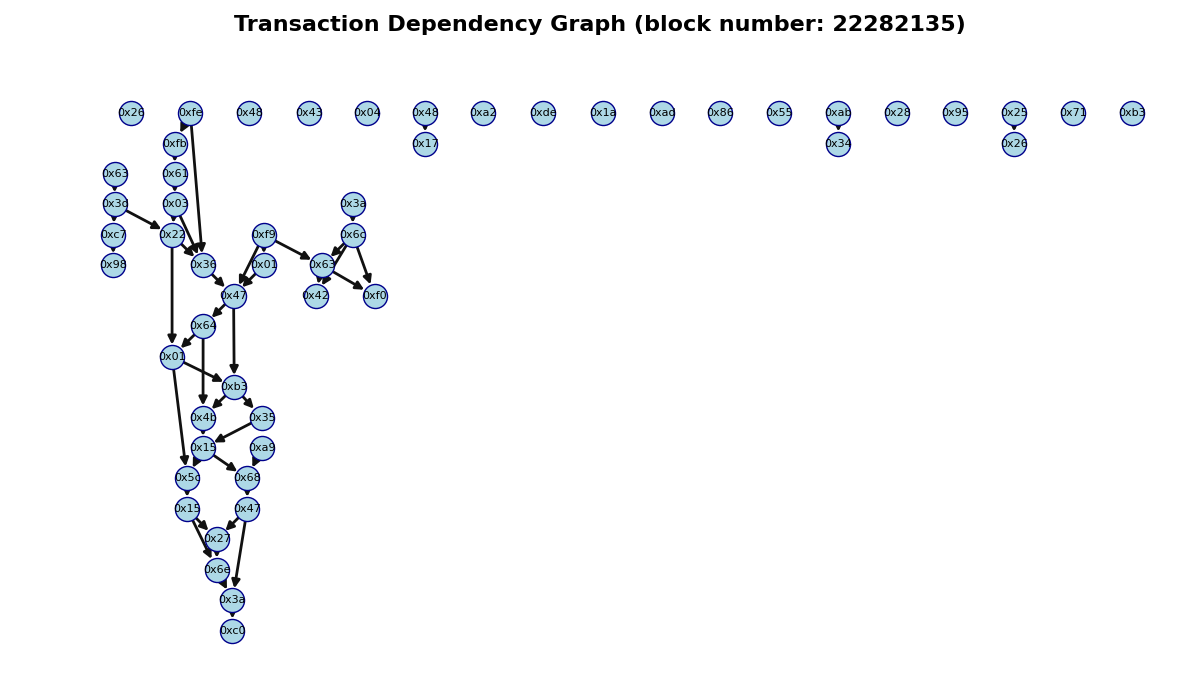 Transaction Dependency Graph (block number: 22282135)
0x26 0xfe 0x48 0x43 0x04 0x48 0xa2 0xde 0x1a 0xad 0x86 0x55 0xab 0x28 0x95 0x25 0x71 0xb3
0xfb 0x17 0x34 0x26
0x63 0x61
0x3d 0x03 0x3a
0xc7 0x22 0xf9 0x6c
0x98 0x36 0x01 0x63
0x47 0x42 0xf0
0x64
0x01
0xb3
0x4b 0x35
0x15 0xa9
0x5c 0x68
0x15 0x47
0x27
0x6e
0x3a
0xc0